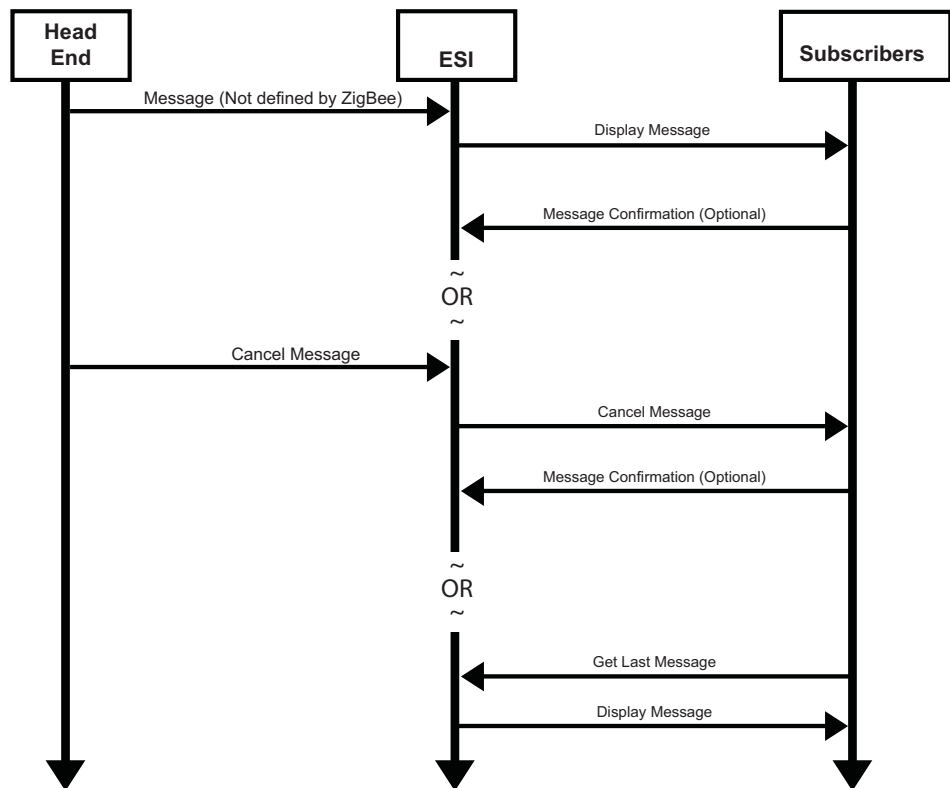 Head
End
ESI
Subscribers
Message (Not defined by ZigBee)
Display Message
Message Confirmation (Optional)
~
OR
~
Cancel Message
Cancel Message
Message Confirmation (Optional)
~
OR
~
Get Last Message
Display Message